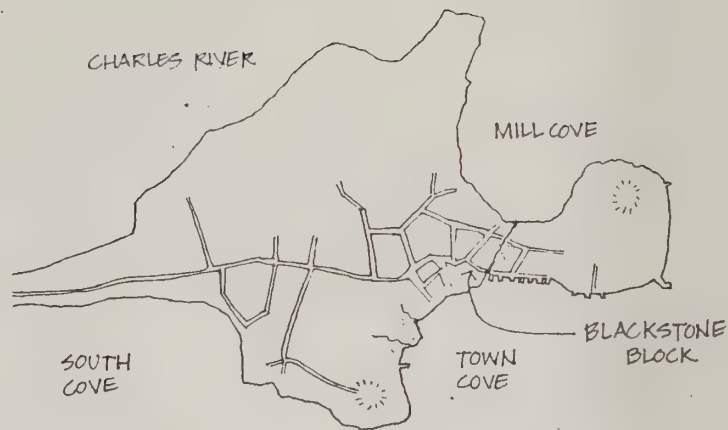 CHARLES RIVER
MILL COVE
BLACKSTONE
BLOCK
SOUTH
COVE
TOWN
COVE